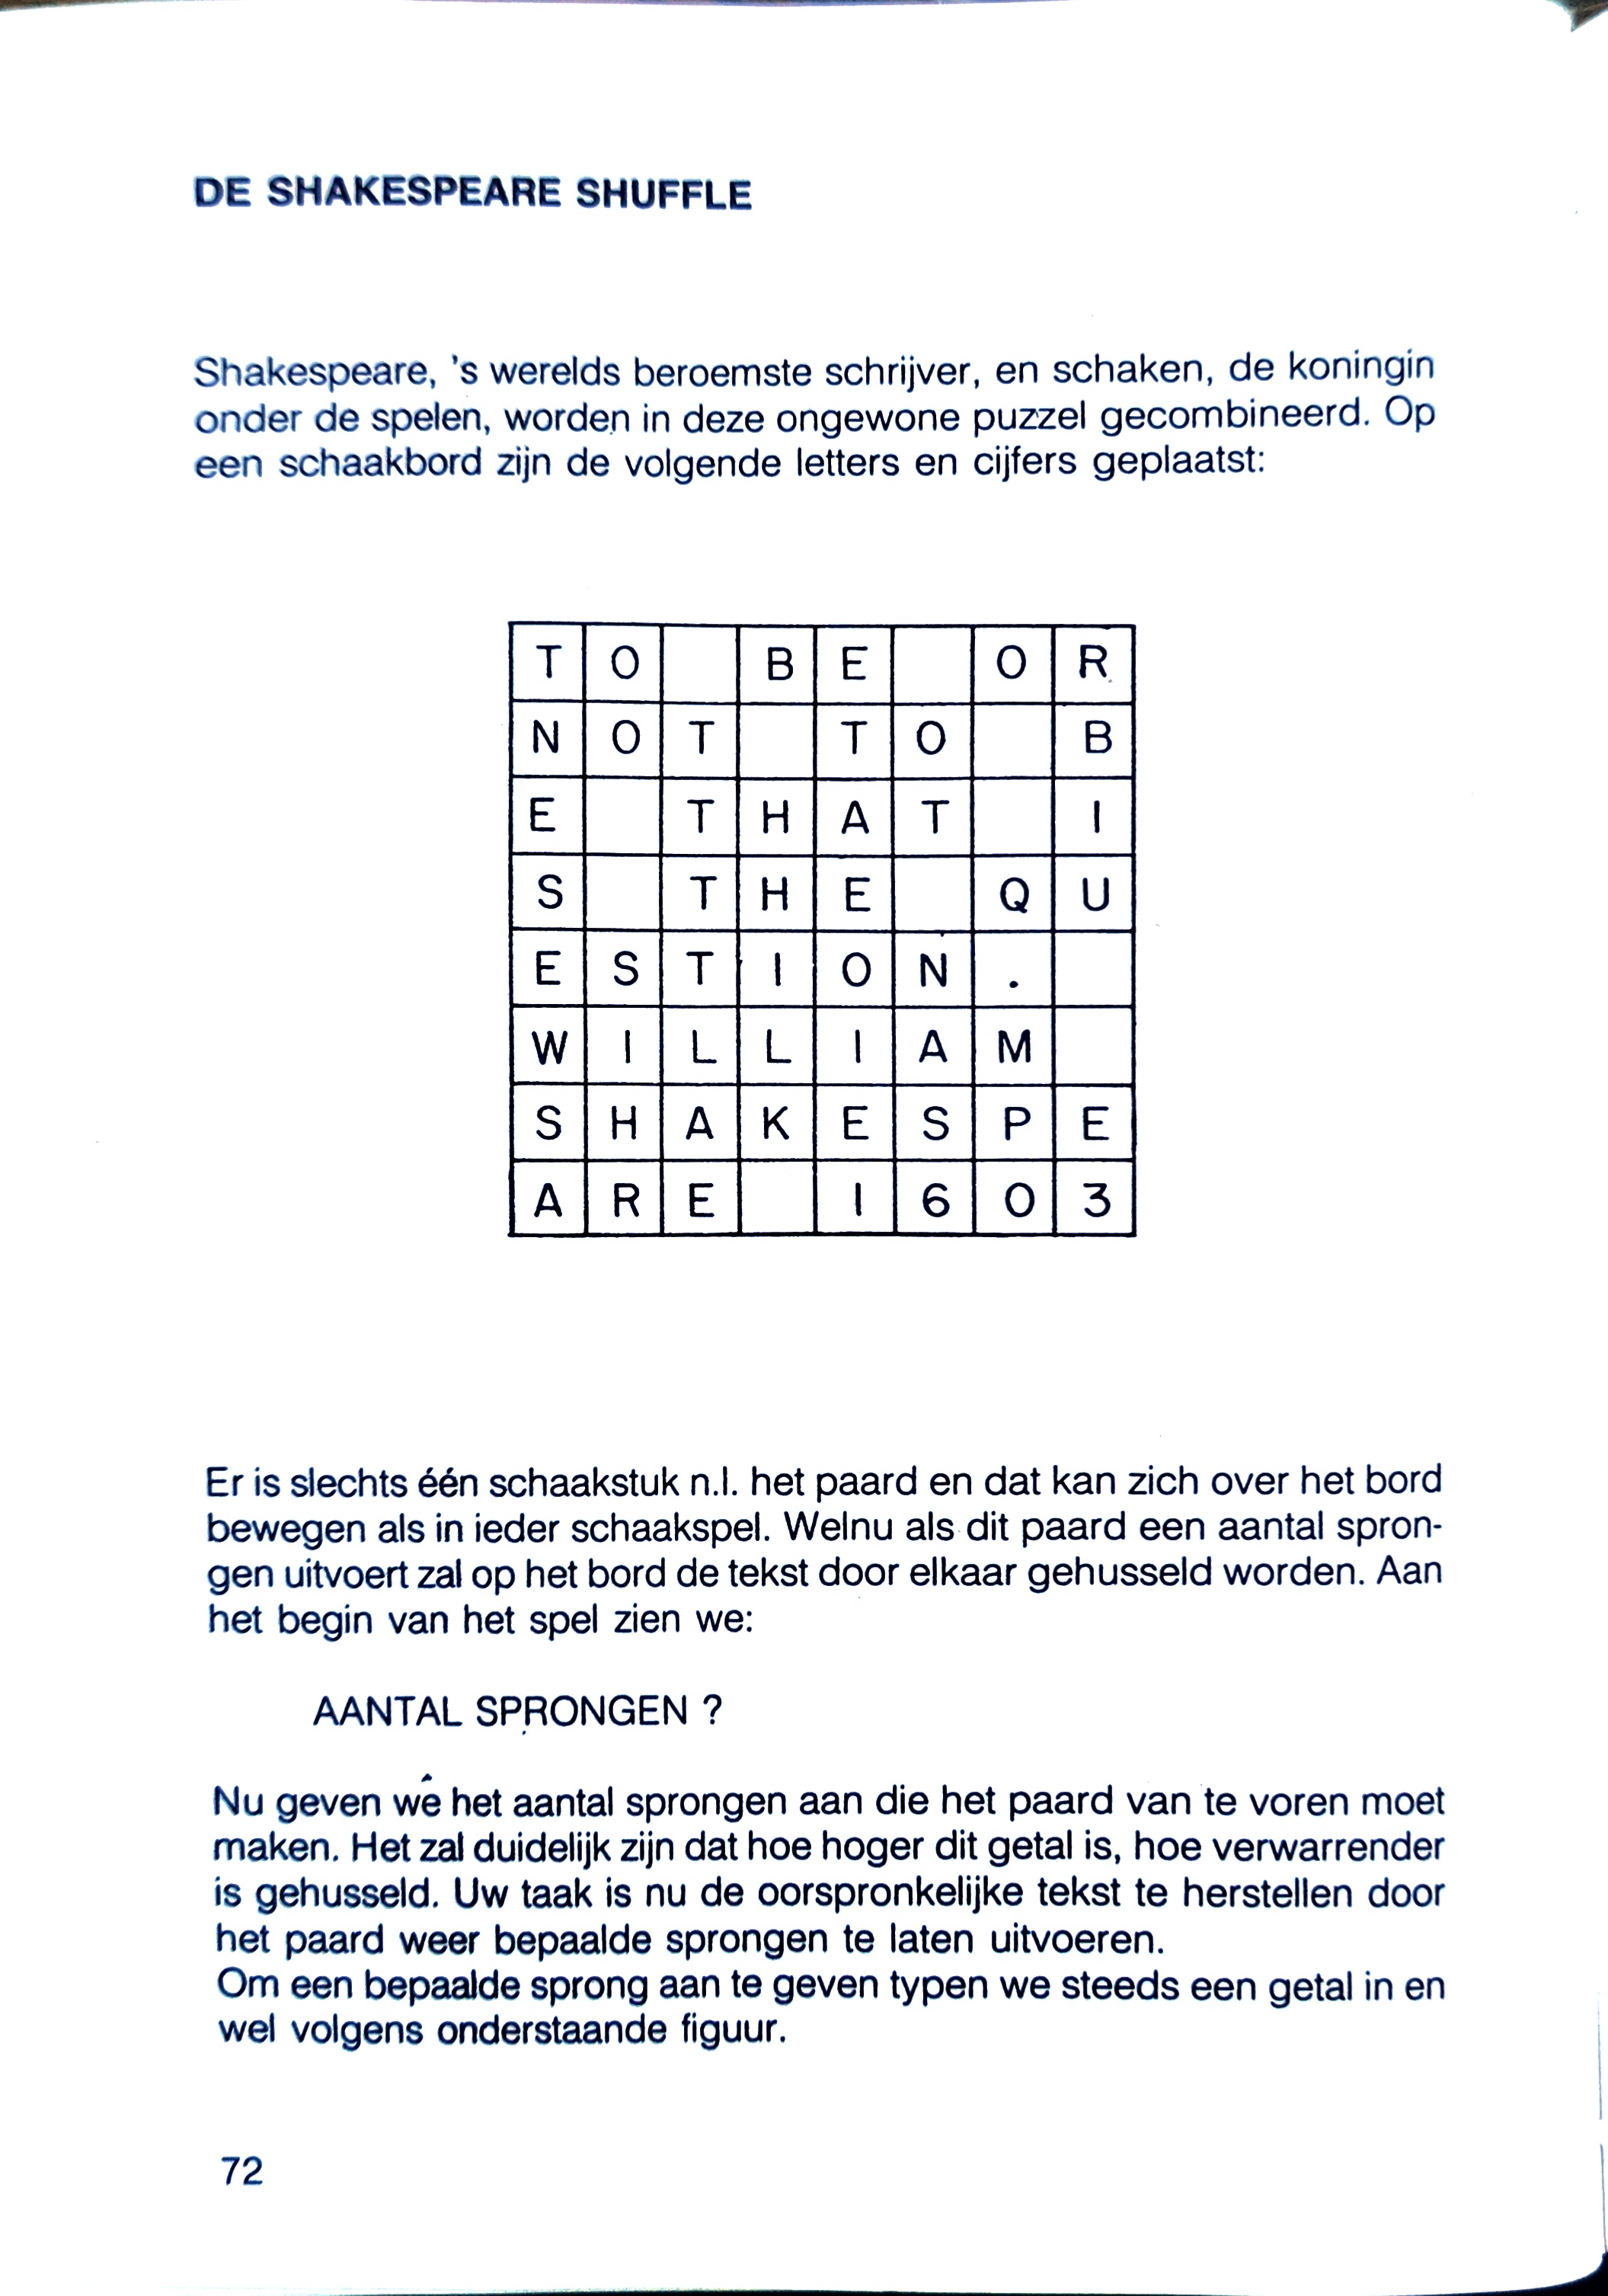 DE SHAKESPEARE SHUFFLE
Shakespeare, 's werelds beroemste schrijver, en schaken, de koningin
onder de spelen, worden in deze ongewone puzzel gecombineerd. Op
een schaakbord zijn de volgende letters en cijfers geplaatst:
T O B E O R
N O T T O B
E T H A T I
S T H E Q U
E S T I O N .
W I L L I A M
S H A K E S P E
A R E 1 6 0 3
Er is slechts één schaakstuk n.l. het paard en dat kan zich over het bord
bewegen als in ieder schaakspel. Welnu als dit paard een aantal spron-
gen uitvoert zal op het bord de tekst door elkaar gehusseld worden. Aan
het begin van het spel zien we:
AANTAL SPRONGEN ?
Nu geven we het aantal sprongen aan die het paard van te voren moet
maken. Het zal duidelijk zijn dat hoe hoger dit getal is, hoe verwarrender
is gehusseld. Uw taak is nu de oorspronkelijke tekst te herstellen door
het paard weer bepaalde sprongen te laten uitvoeren.
Om een bepaalde sprong aan te geven typen we steeds een getal in en
wel volgens onderstaande figuur.
72